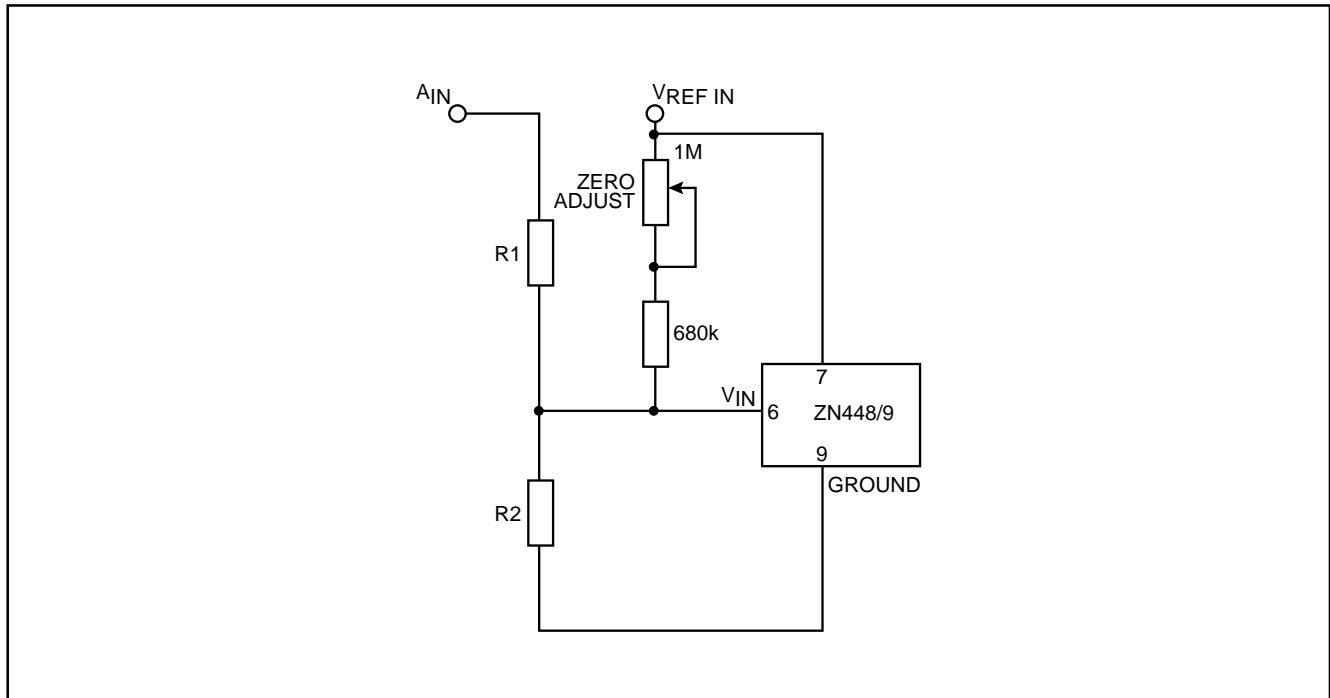 AIN
VREF IN
1M
ZERO
ADJUST
R1
680k
VIN
7
6
ZN448/9
9
GROUND
R2